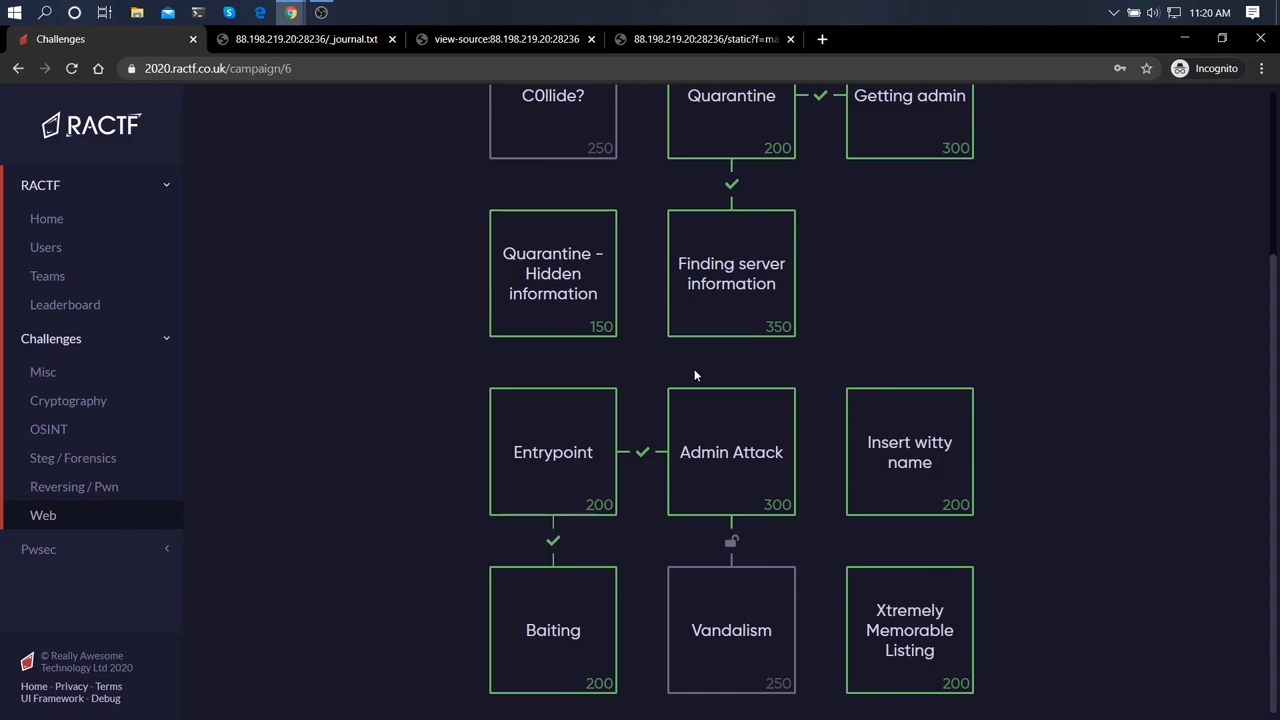 11:20 AM
Challenges
88.198.219.20:28236/_journal.txt
view-source:88.198.219.20:28236
88.198.219.20:28236/static?f=ma
2020.ractf.co.uk/campaign/6
Incognito
RACTF
RACTF
Home
Users
Teams
Leaderboard
Challenges
Misc
Cryptography
OSINT
Steg / Forensics
Reversing / Pwn
Web
Pwsec
© Really Awesome
Technology Ltd 2020
Home - Privacy - Terms
UI Framework - Debug
C0llide?
250
Quarantine
200
Getting admin
300
Quarantine -
Hidden
information
150
Finding server
information
350
Entrypoint
200
Admin Attack
300
Insert witty
name
200
Baiting
200
Vandalism
250
Xtremely
Memorable
Listing
200